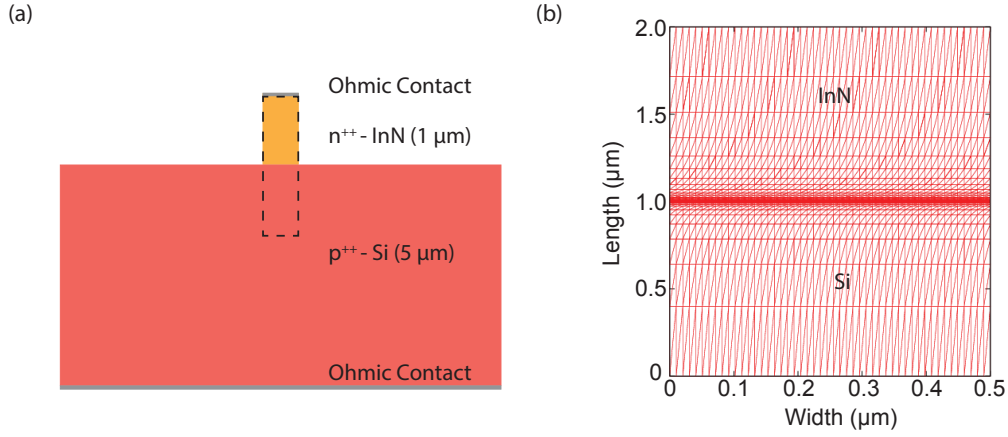 (a)
Ohmic Contact
n⁺⁺- InN (1 µm)
p⁺⁺- Si (5 µm)
Ohmic Contact
(b)
2.0
1.5
1.0
0.5
0
Length (µm)
InN
Si
0 0.1 0.2 0.3 0.4 0.5
Width (µm)